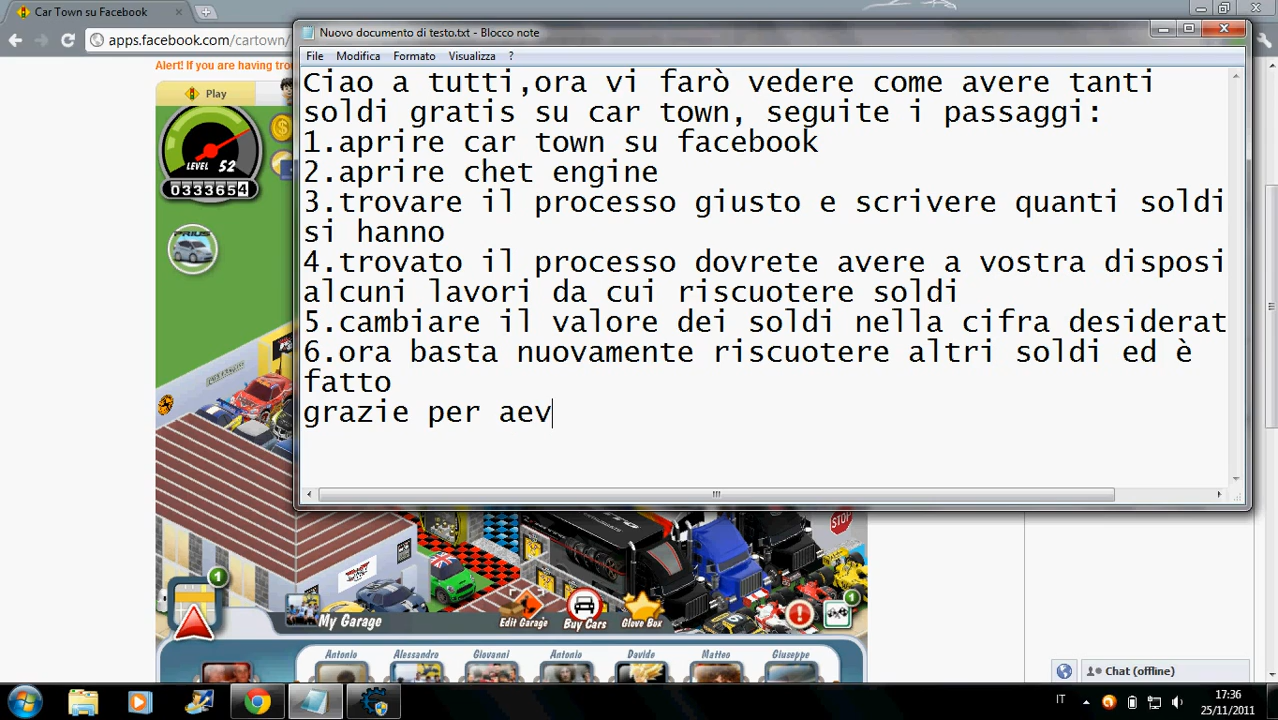 Car Town su Facebook
apps.facebook.com/cartown/
Alert! If you are having tro
Play
LEVEL 52
0333654
PRIUS
Nuovo documento di testo.txt - Blocco note
File Modifica Formato Visualizza ?
Ciao a tutti,ora vi farò vedere come avere tanti
soldi gratis su car town, seguite i passaggi:
1.aprire car town su facebook
2.aprire chet engine
3.trovare il processo giusto e scrivere quanti soldi
si hanno
4.trovato il processo dovrete avere a vostra disposi
alcuni lavori da cui riscuotere soldi
5.cambiare il valore dei soldi nella cifra desiderat
6.ora basta nuovamente riscuotere altri soldi ed è
fatto
grazie per aev
STOP
1
My Garage
Edit Garage
Buy Cars
Glove Box
1
Antonio Alessandro Giovanni Antonio Davide Matteo Giuseppe
Chat (offline)
IT
17:36
25/11/2011